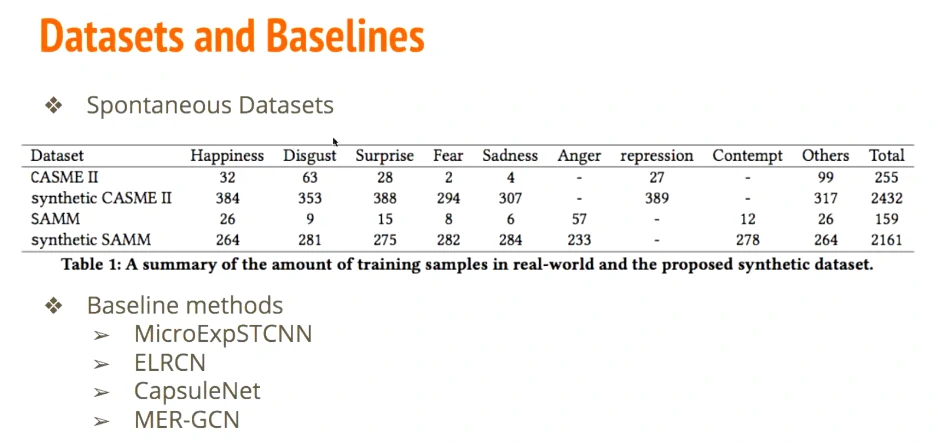 Datasets and Baselines
❖ Spontaneous Datasets
Dataset Happiness Disgust Surprise Fear Sadness Anger repression Contempt Others Total
CASME II 32 63 28 2 4 - 27 - 99 255
synthetic CASME II 384 353 388 294 307 - 389 - 317 2432
SAMM 26 9 15 8 6 57 - 12 26 159
synthetic SAMM 264 281 275 282 284 233 - 278 264 2161
Table 1: A summary of the amount of training samples in real-world and the proposed synthetic dataset.
❖ Baseline methods
➢ MicroExpSTCNN
➢ ELRCN
➢ CapsuleNet
➢ MER-GCN